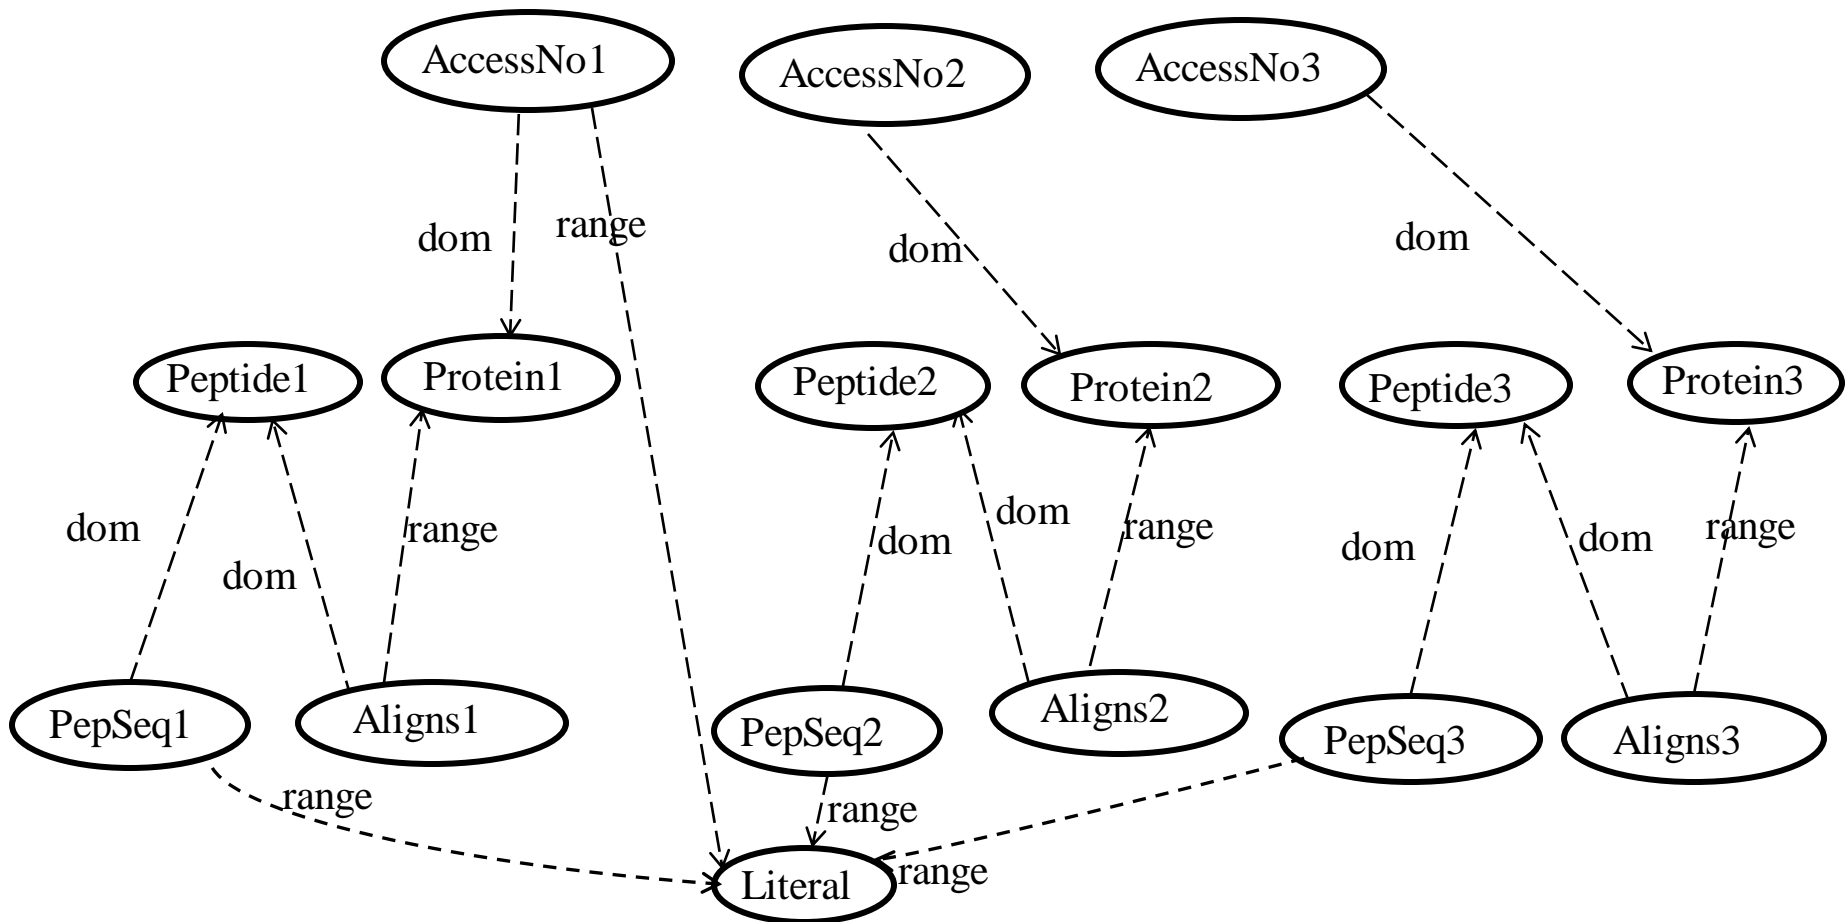 AccessNo1
AccessNo2
AccessNo3
dom
range
dom
dom
Peptide1
Protein1
Peptide2
Protein2
Peptide3
Protein3
dom
dom
range
dom
dom
range
dom
dom
range
PepSeq1
Aligns1
PepSeq2
Aligns2
PepSeq3
Aligns3
range
range
range
Literal